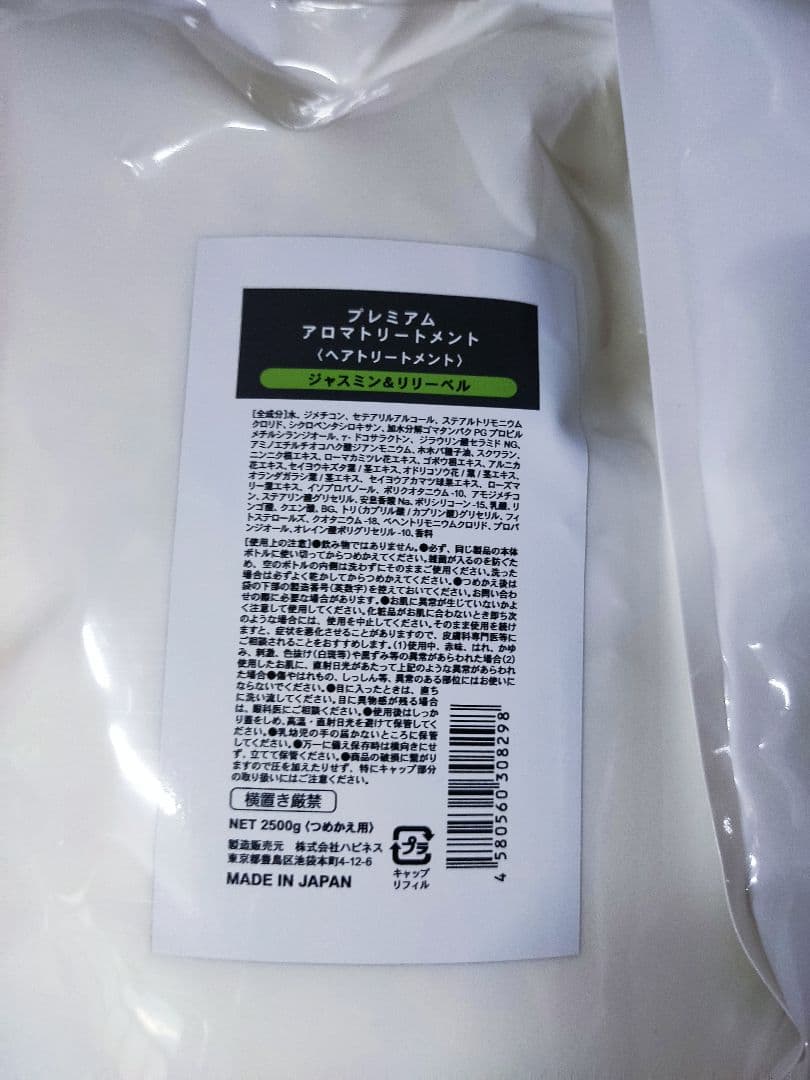 プレミアム
アロマトリートメント
〈ヘアトリートメント〉
ジャスミン&リリーベル
[全成分]水、ジメチコン、セテアリルアルコール、ステアルトリモニウム
クロリド、シクロペンタシロキサン、加水分解ゴマタンパクPGプロピル
メチルシランジオール、γ-ドコサラクトン、ジラウリン酸セラミドNG、
アミノエチルチオコハク酸ジアンモニウム、ホホバ種子油、スクワラン、
ニンニク根エキス、ローマカミツレ花エキス、ゴボウ根エキス、アルニカ
花エキス、セイヨウキズタ葉/茎エキス、オドリコソウ花/葉/茎エキス、
オランダガラシ葉/茎エキス、セイヨウアカマツ球果エキス、ローズマ
リー葉エキス、イソプロパノール、ポリクオタニウム-10、アモジメチコ
ン、ステアリン酸グリセリル、安息香酸Na、ポリシリコーン-15、乳酸、リ
ンゴ酸、クエン酸、BG、トリ(カプリル酸/カプリン酸)グリセリル、フィ
トステロールズ、クオタニウム-18、ベヘントリモニウムクロリド、プロパ
ンジオール、オレイン酸ポリグリセリル-10、香料
[使用上の注意]●飲み物ではありません。●必ず、同じ製品の本体
ボトルに使い切ってからつめかえてください。雑菌が入るのを防ぐた
め、空のボトルの内側は洗わずにそのままご使用ください。洗った
場合は必ずよく乾かしてからつめかえてください。●つめかえ後は
袋の下部の製造番号(英数字)を控えておいてください。お問い合わ
せの際に必要な場合があります。●お肌に異常が生じていないかよ
く注意して使用してください。化粧品がお肌に合わないとき即ち次
のような場合には、使用を中止してください。そのまま使用を続け
ますと、症状を悪化させることがありますので、皮膚科専門医等に
ご相談されることをおすすめします。(1)使用中、赤味、はれ、かゆ
み、刺激、色抜け(白斑等)や黒ずみ等の異常があらわれた場合(2)
使用したお肌に、直射日光があたって上記のような異常があらわれ
た場合●傷やはれもの、しっしん等、異常のある部位にはお使いに
ならないでください。●目に入ったときは、直ち
に洗い流してください。目に異物感が残る場合
は、眼科医にご相談ください。●使用後はしっか
り蓋をしめ、高温・直射日光を避けて保管してく
ださい。●乳幼児の手の届かないところに保管
してください。●万一に備え保存時は横向きにせ
ず、立てて保管ください。●商品の破損に繋がり
ますので圧を加えたりせず、特にキャップ部分
の取り扱いにはご注意ください。
横置き厳禁
NET 2500g〈つめかえ用〉
製造販売元 株式会社ハピネス
東京都豊島区池袋本町4-12-6
MADE IN JAPAN
プラ
キャップ
リフィル
4 580560 308298